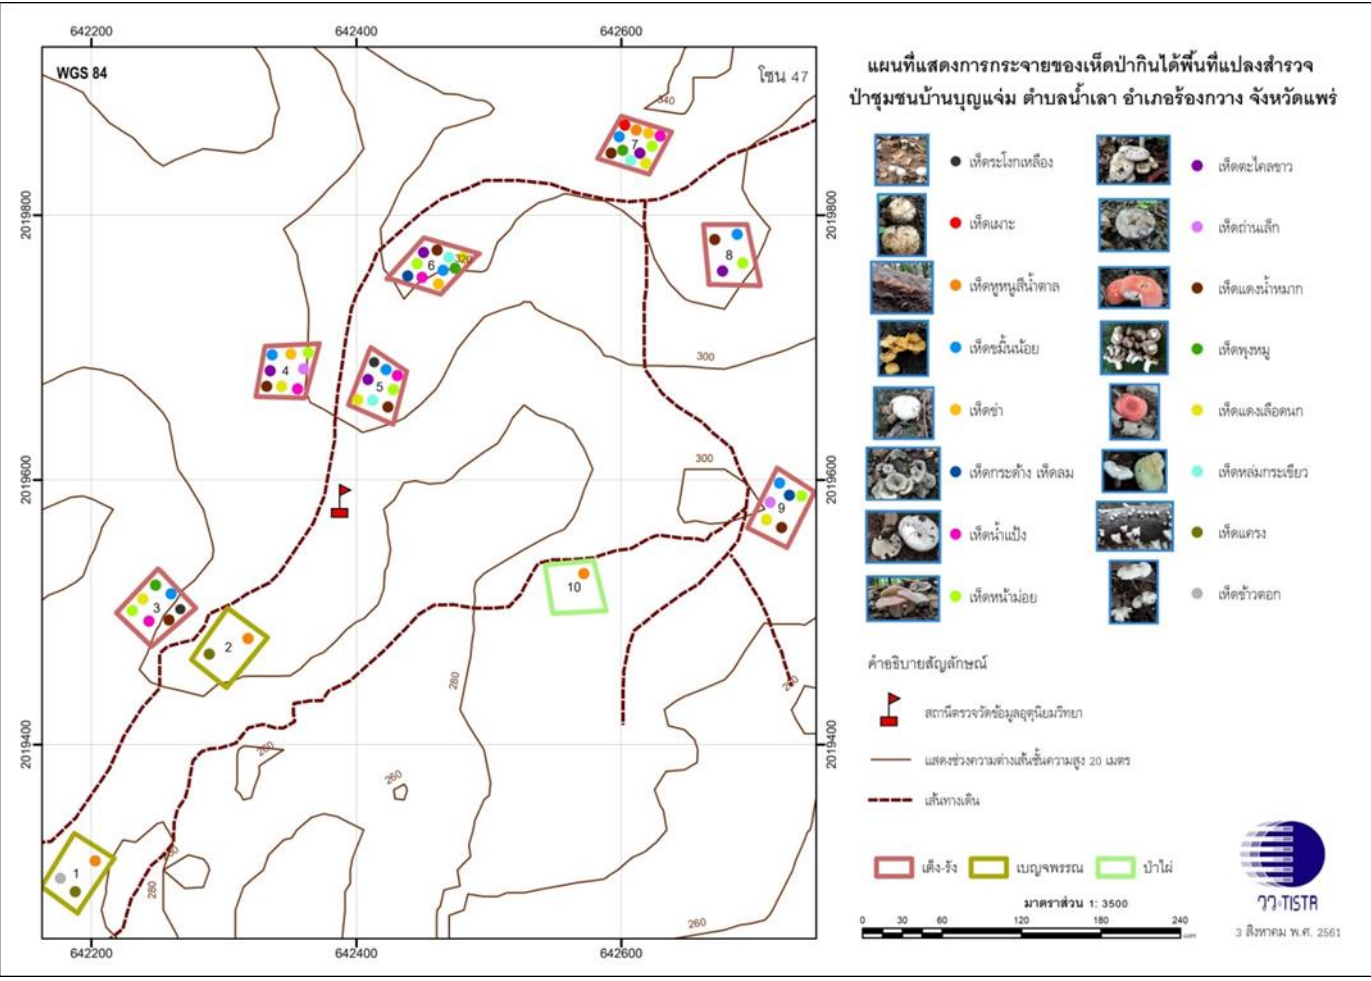 แผนที่แสดงการกระจายของเห็ดป่ากินได้พื้นที่แปลงสำรวจ
ป่าชุมชนบ้านบุญแจ่ม ตำบลน้ำเลา อำเภอร้องกวาง จังหวัดแพร่
642200
642400
642600
WGS 84
โซน 47
2019800
2019600
2019400
2019800
2019600
2019400
340
7
320
6
8
300
4
5
300
9
10
3
2
280
280
260
260
1
280
260
642200
642400
642600
เห็ดระโงกเหลือง
เห็ดตะไคลขาว
เห็ดเผาะ
เห็ดถ่านเล็ก
เห็ดหูหนูสีน้ำตาล
เห็ดแดงน้ำหมาก
เห็ดขมิ้นน้อย
เห็ดพุงหมู
เห็ดข่า
เห็ดแดงเลือดนก
เห็ดกระด้าง เห็ดลม
เห็ดหล่มกระเขียว
เห็ดน้ำแป้ง
เห็ดแครง
เห็ดหน้าม่อย
เห็ดข้าวตอก
คำอธิบายสัญลักษณ์
สถานีตรวจวัดข้อมูลอุตุนิยมวิทยา
แสดงช่วงความต่างเส้นชั้นความสูง 20 เมตร
เส้นทางเดิน
เต็ง-รัง
เบญจพรรณ
ป่าไผ่
มาตราส่วน 1: 3500
0 30 60 120 180 240
เมตร
วว·TISTR
3 สิงหาคม พ.ศ. 2561